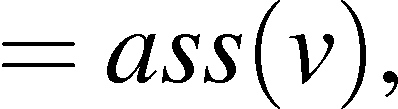 = ass(v),